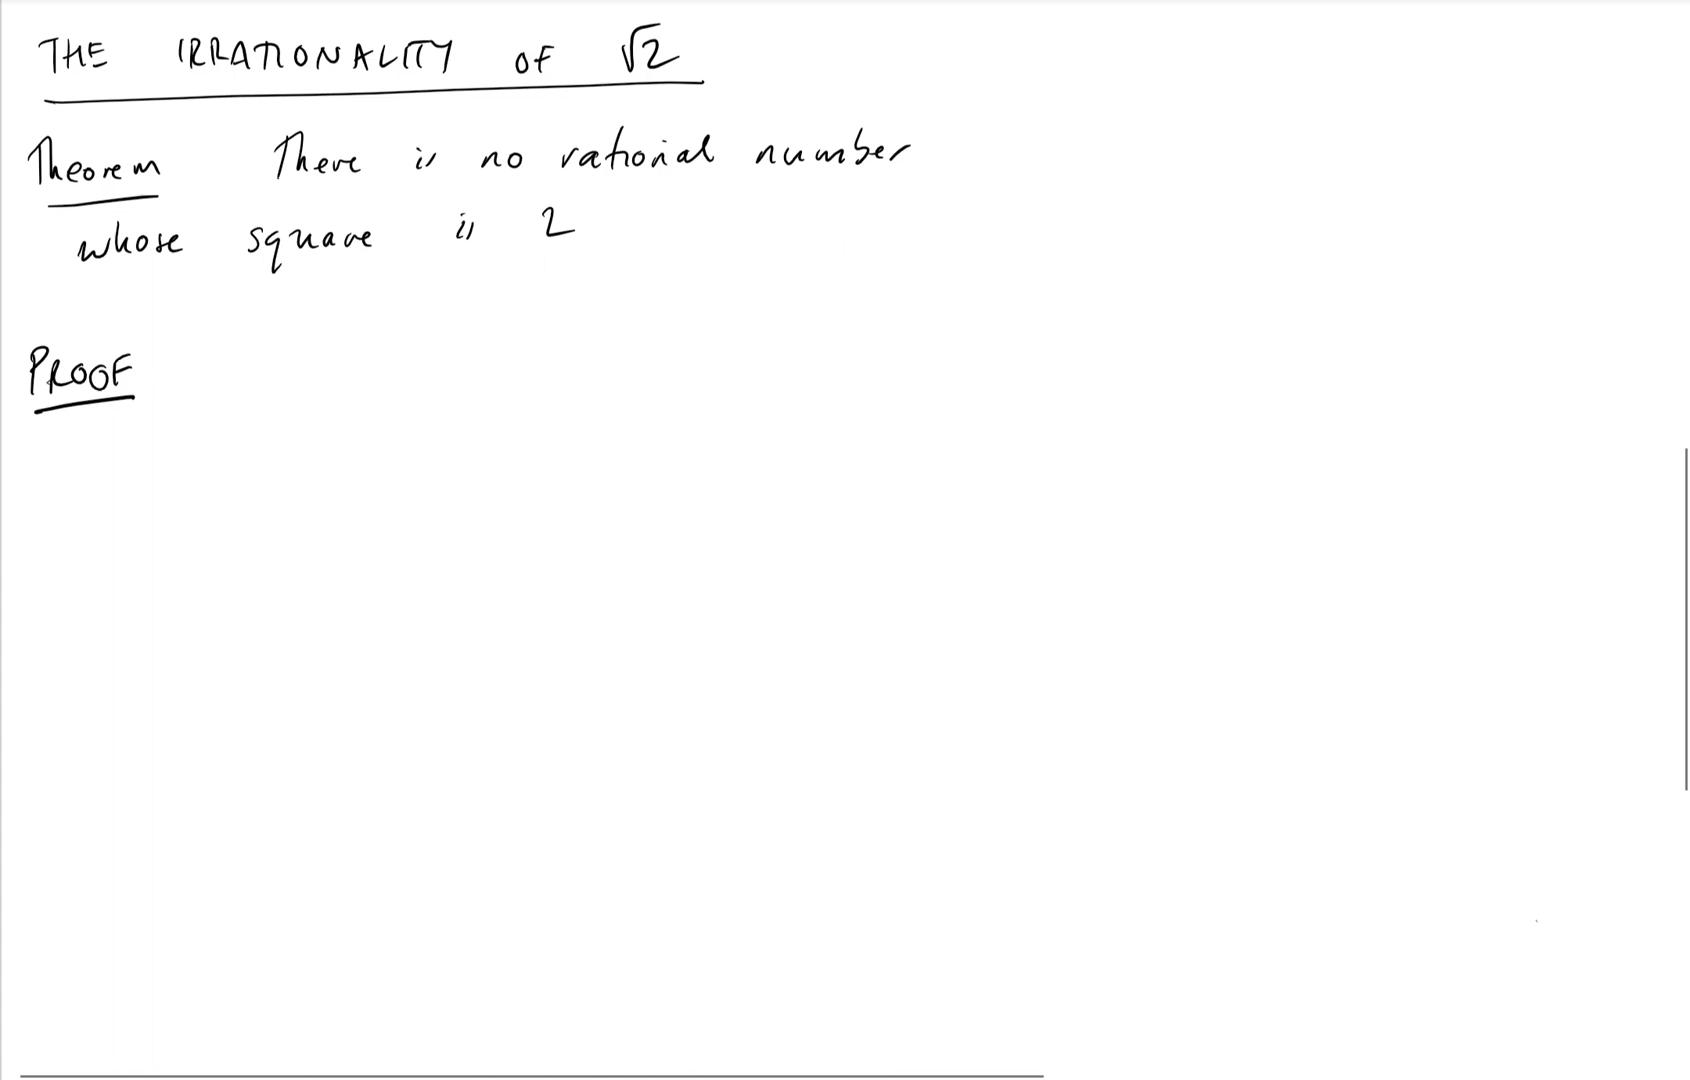 THE IRRATIONALITY OF √2
Theorem There is no rational number
whose square is 2
PROOF